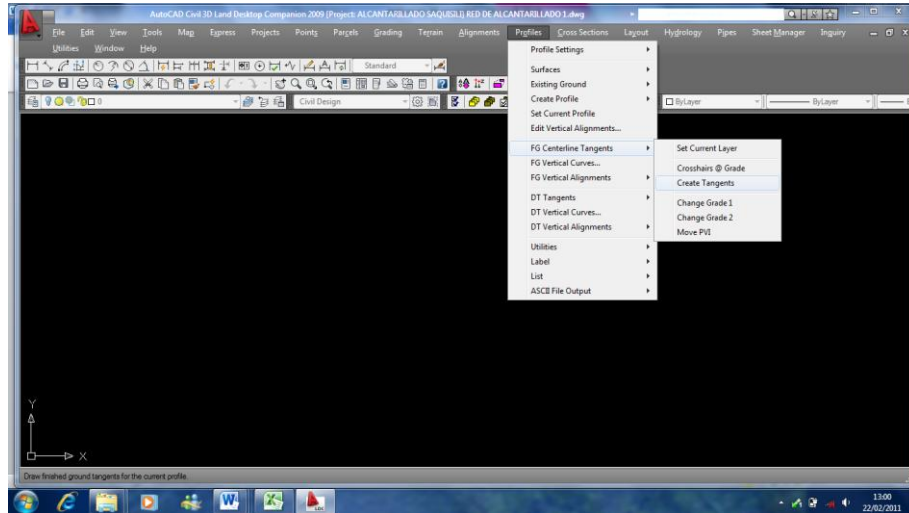 AutoCAD Civil 3D Land Desktop Companion 2009 [Project: ALCANTARILLADO SAQUISILI] RED DE ALCANTARILLADO 1.dwg
File Edit View Tools Map Express Projects Points Parcels Grading Terrain Alignments Profiles Cross Sections Layout Hydrology Pipes Sheet Manager Inquiry
Utilities Window Help
Standard
0 Civil Design ByLayer ByLayer
Profile Settings
Surfaces
Existing Ground
Create Profile
Set Current Profile
Edit Vertical Alignments...
FG Centerline Tangents
FG Vertical Curves...
FG Vertical Alignments
DT Tangents
DT Vertical Curves...
DT Vertical Alignments
Utilities
Label
List
ASCII File Output
Set Current Layer
Crosshairs @ Grade
Create Tangents
Change Grade 1
Change Grade 2
Move PVI
Y
X
Draw finished ground tangents for the current profile.
13:00
22/02/2011